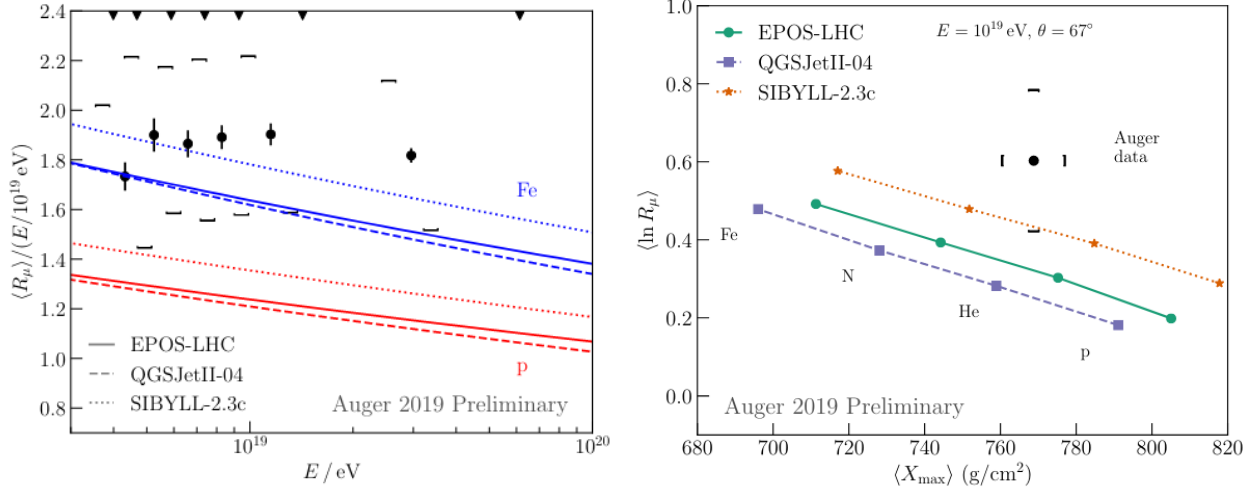 2.4
2.2
2.0
1.8
1.6
1.4
1.2
1.0
0.8
⟨R_μ⟩/(E/10^19 eV)
Fe
p
EPOS-LHC
QGSJetII-04
SIBYLL-2.3c
Auger 2019 Preliminary
10^19
10^20
E / eV
1.0
0.8
0.6
0.4
0.2
0.0
⟨ln R_μ⟩
EPOS-LHC
QGSJetII-04
SIBYLL-2.3c
E = 10^19 eV, θ = 67°
Auger
data
Fe
N
He
p
Auger 2019 Preliminary
680 700 720 740 760 780 800 820
⟨X_max⟩ (g/cm²)